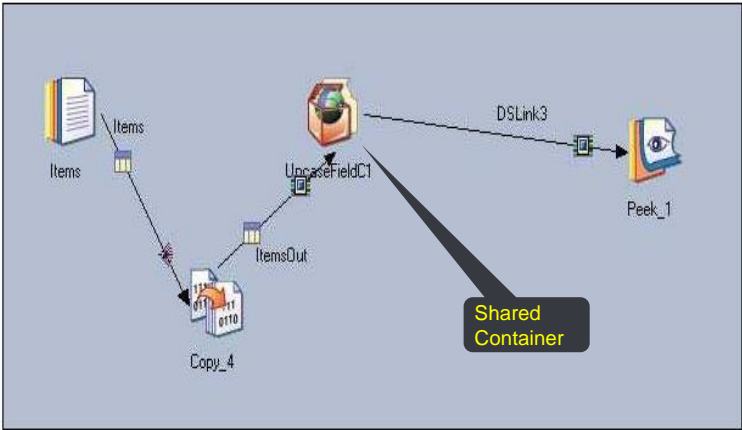 Items
Items
UpcaseFieldC1
DSLink3
Peek_1
ItemsOut
Copy_4
Shared
Container